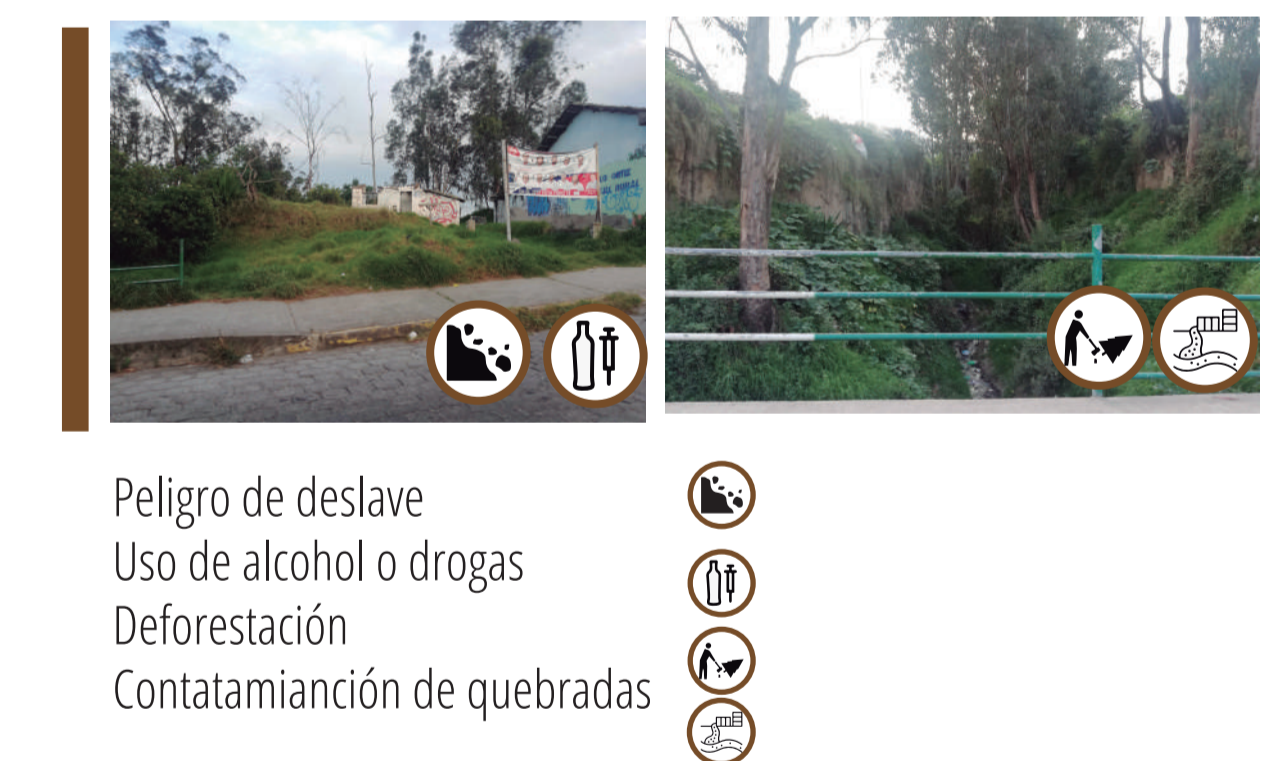 Peligro de deslave
Uso de alcohol o drogas
Deforestación
Contatamianción de quebradas